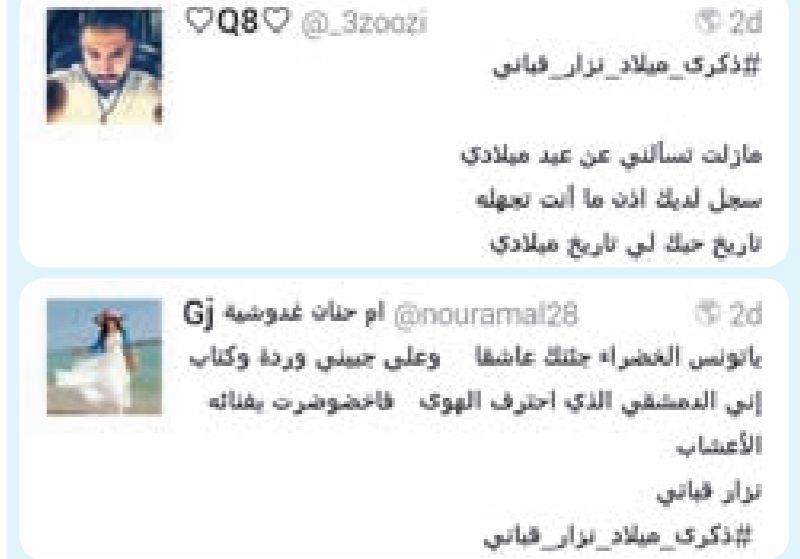 ♡Q8♡ @_3zoozi 2d
#ذكرى_ميلاد_نزار_قباني
مازلت تسألني عن عيد ميلادي
سجل لديك اذن ما أنت تجهله
تاريخ حبك لي تاريخ ميلادي
Gj ام حنان غدوشية @nouramal28 2d
ياتونس الخضراء جئتك عاشقا وعلى جبيني وردة وكتاب
إني الدمشقي الذي احترف الهوى فاخضوضرت بغنائه
الأعشاب
نزار قباني
#ذكرى_ميلاد_نزار_قباني